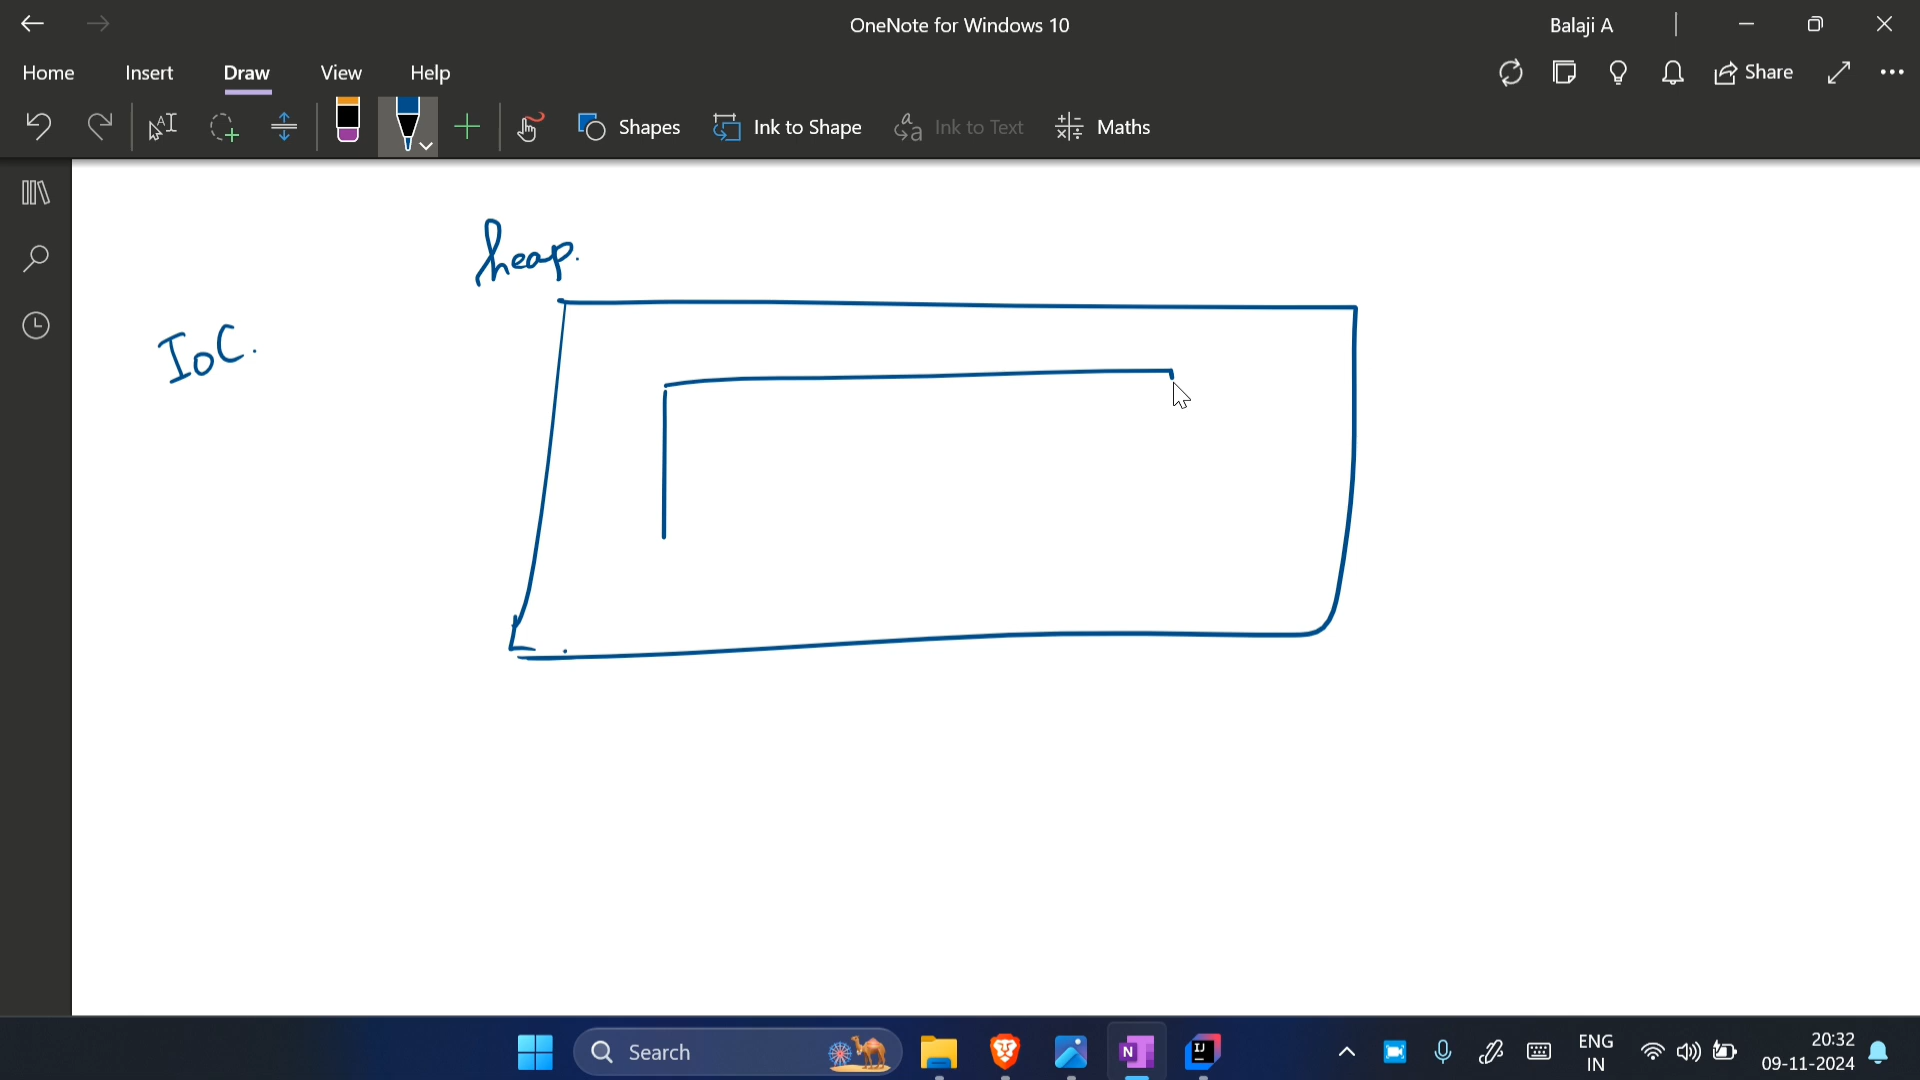 OneNote for Windows 10
Balaji A
Home Insert Draw View Help
Share
Shapes Ink to Shape Ink to Text Maths
heap.
IoC.
Search
ENG
IN
20:32
09-11-2024